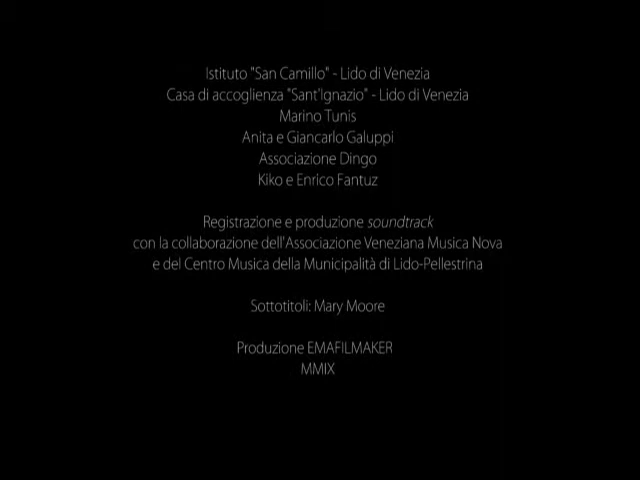 Istituto "San Camillo" - Lido di Venezia
Casa di accoglienza "Sant'Ignazio" - Lido di Venezia
Marino Tunis
Anita e Giancarlo Galuppi
Associazione Dingo
Kiko e Enrico Fantuz
Registrazione e produzione soundtrack
con la collaborazione dell'Associazione Veneziana Musica Nova
e del Centro Musica della Municipalità di Lido-Pellestrina
Sottotitoli: Mary Moore
Produzione EMAFILMAKER
MMIX